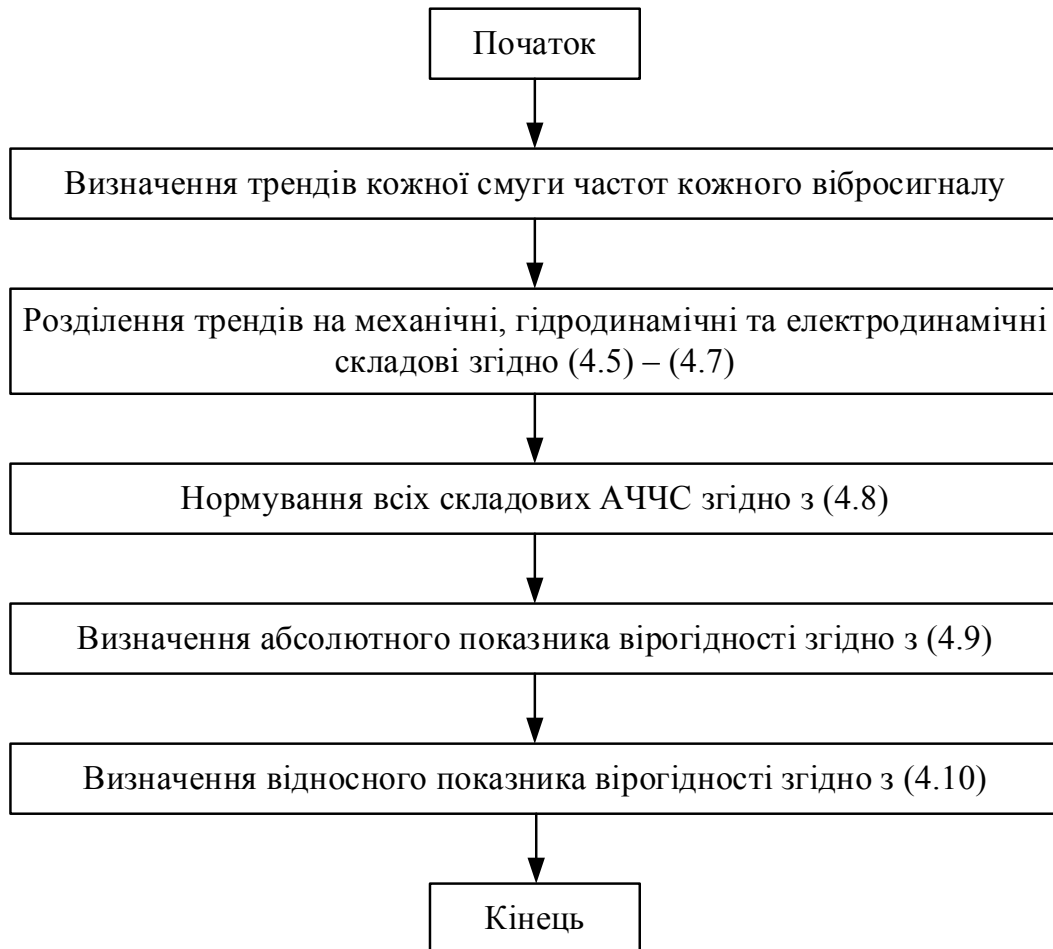 Початок
Визначення трендів кожної смуги частот кожного вібросигналу
Розділення трендів на механічні, гідродинамічні та електродинамічні
складові згідно (4.5) – (4.7)
Нормування всіх складових АЧЧС згідно з (4.8)
Визначення абсолютного показника вірогідності згідно з (4.9)
Визначення відносного показника вірогідності згідно з (4.10)
Кінець